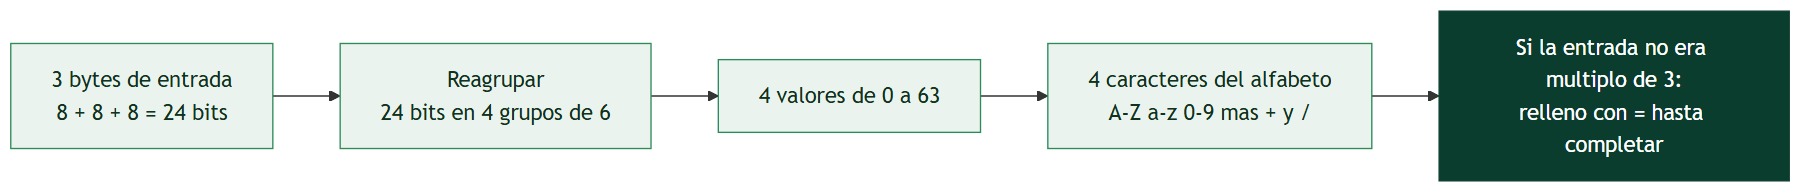 3 bytes de entrada
8 + 8 + 8 = 24 bits
Reagrupar
24 bits en 4 grupos de 6
4 valores de 0 a 63
4 caracteres del alfabeto
A-Z a-z 0-9 mas + y /
Si la entrada no era
multiplo de 3:
relleno con = hasta
completar